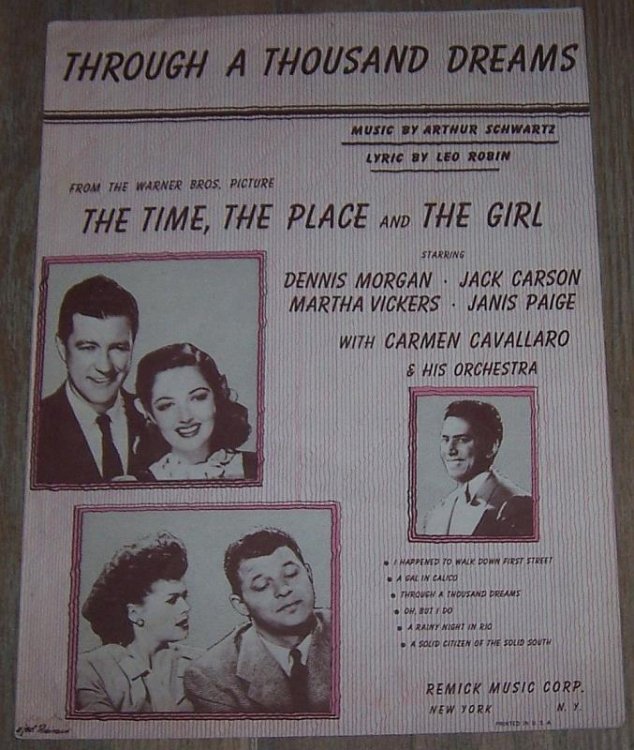 THROUGH A THOUSAND DREAMS
MUSIC BY ARTHUR SCHWARTZ
LYRIC BY LEO ROBIN
FROM THE WARNER BROS. PICTURE
THE TIME, THE PLACE AND THE GIRL
STARRING
DENNIS MORGAN · JACK CARSON
MARTHA VICKERS · JANIS PAIGE
WITH CARMEN CAVALLARO
& HIS ORCHESTRA
• I HAPPENED TO WALK DOWN FIRST STREET
• A GAL IN CALICO
• THROUGH A THOUSAND DREAMS
• OH, BUT I DO
• A RAINY NIGHT IN RIO
• A SOLID CITIZEN OF THE SOLID SOUTH
REMICK MUSIC CORP.
NEW YORK N. Y.
PRINTED IN U.S.A.